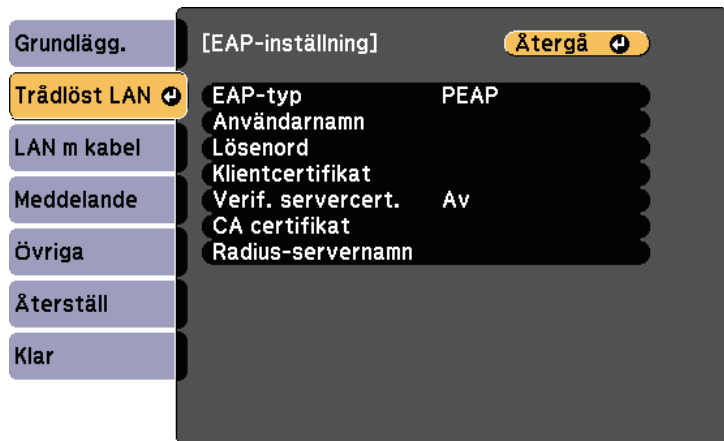 Grundlägg.
Trådlöst LAN
LAN m kabel
Meddelande
Övriga
Återställ
Klar
[EAP-inställning] Återgå
EAP-typ PEAP
Användarnamn
Lösenord
Klientcertifikat
Verif. servercert. Av
CA certifikat
Radius-servernamn